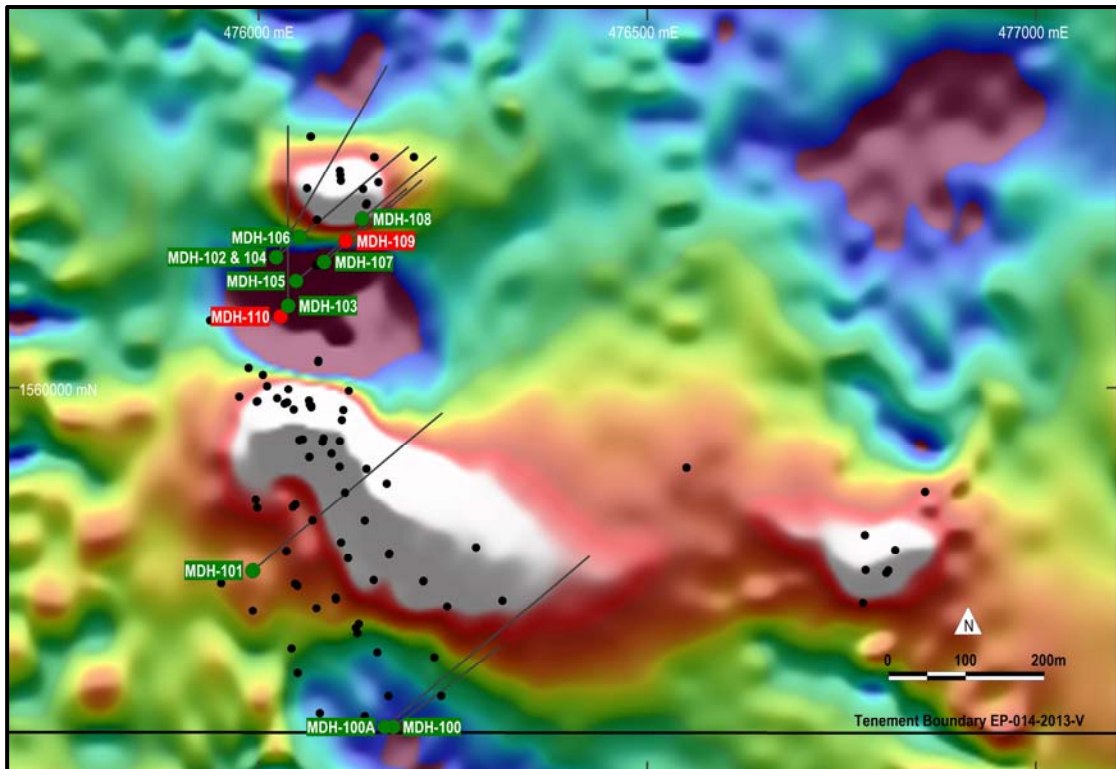 476000 mE
476500 mE
477000 mE
MDH-108
MDH-106
MDH-109
MDH-102 & 104
MDH-107
MDH-105
MDH-103
MDH-110
1560000 mN
MDH-101
N
0 100 200m
Tenement Boundary EP-014-2013-V
MDH-100A
MDH-100